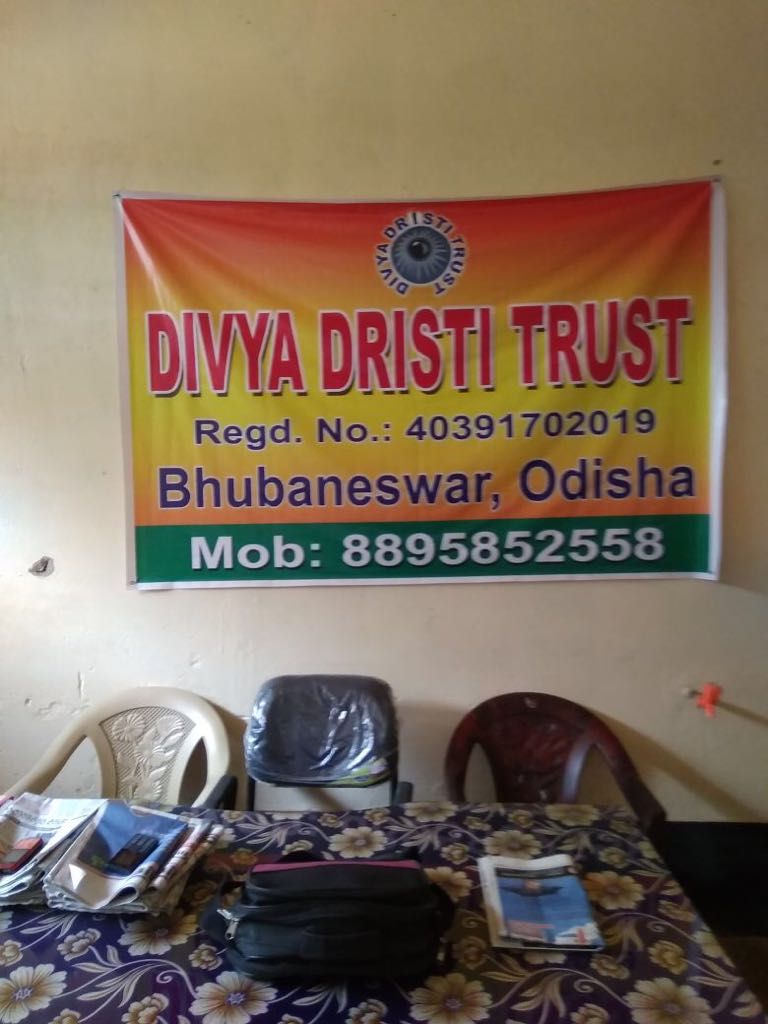 DIVYA DRISTI TRUST
DIVYA DRISTI TRUST
Regd. No.: 40391702019
Bhubaneswar, Odisha
Mob: 8895852558